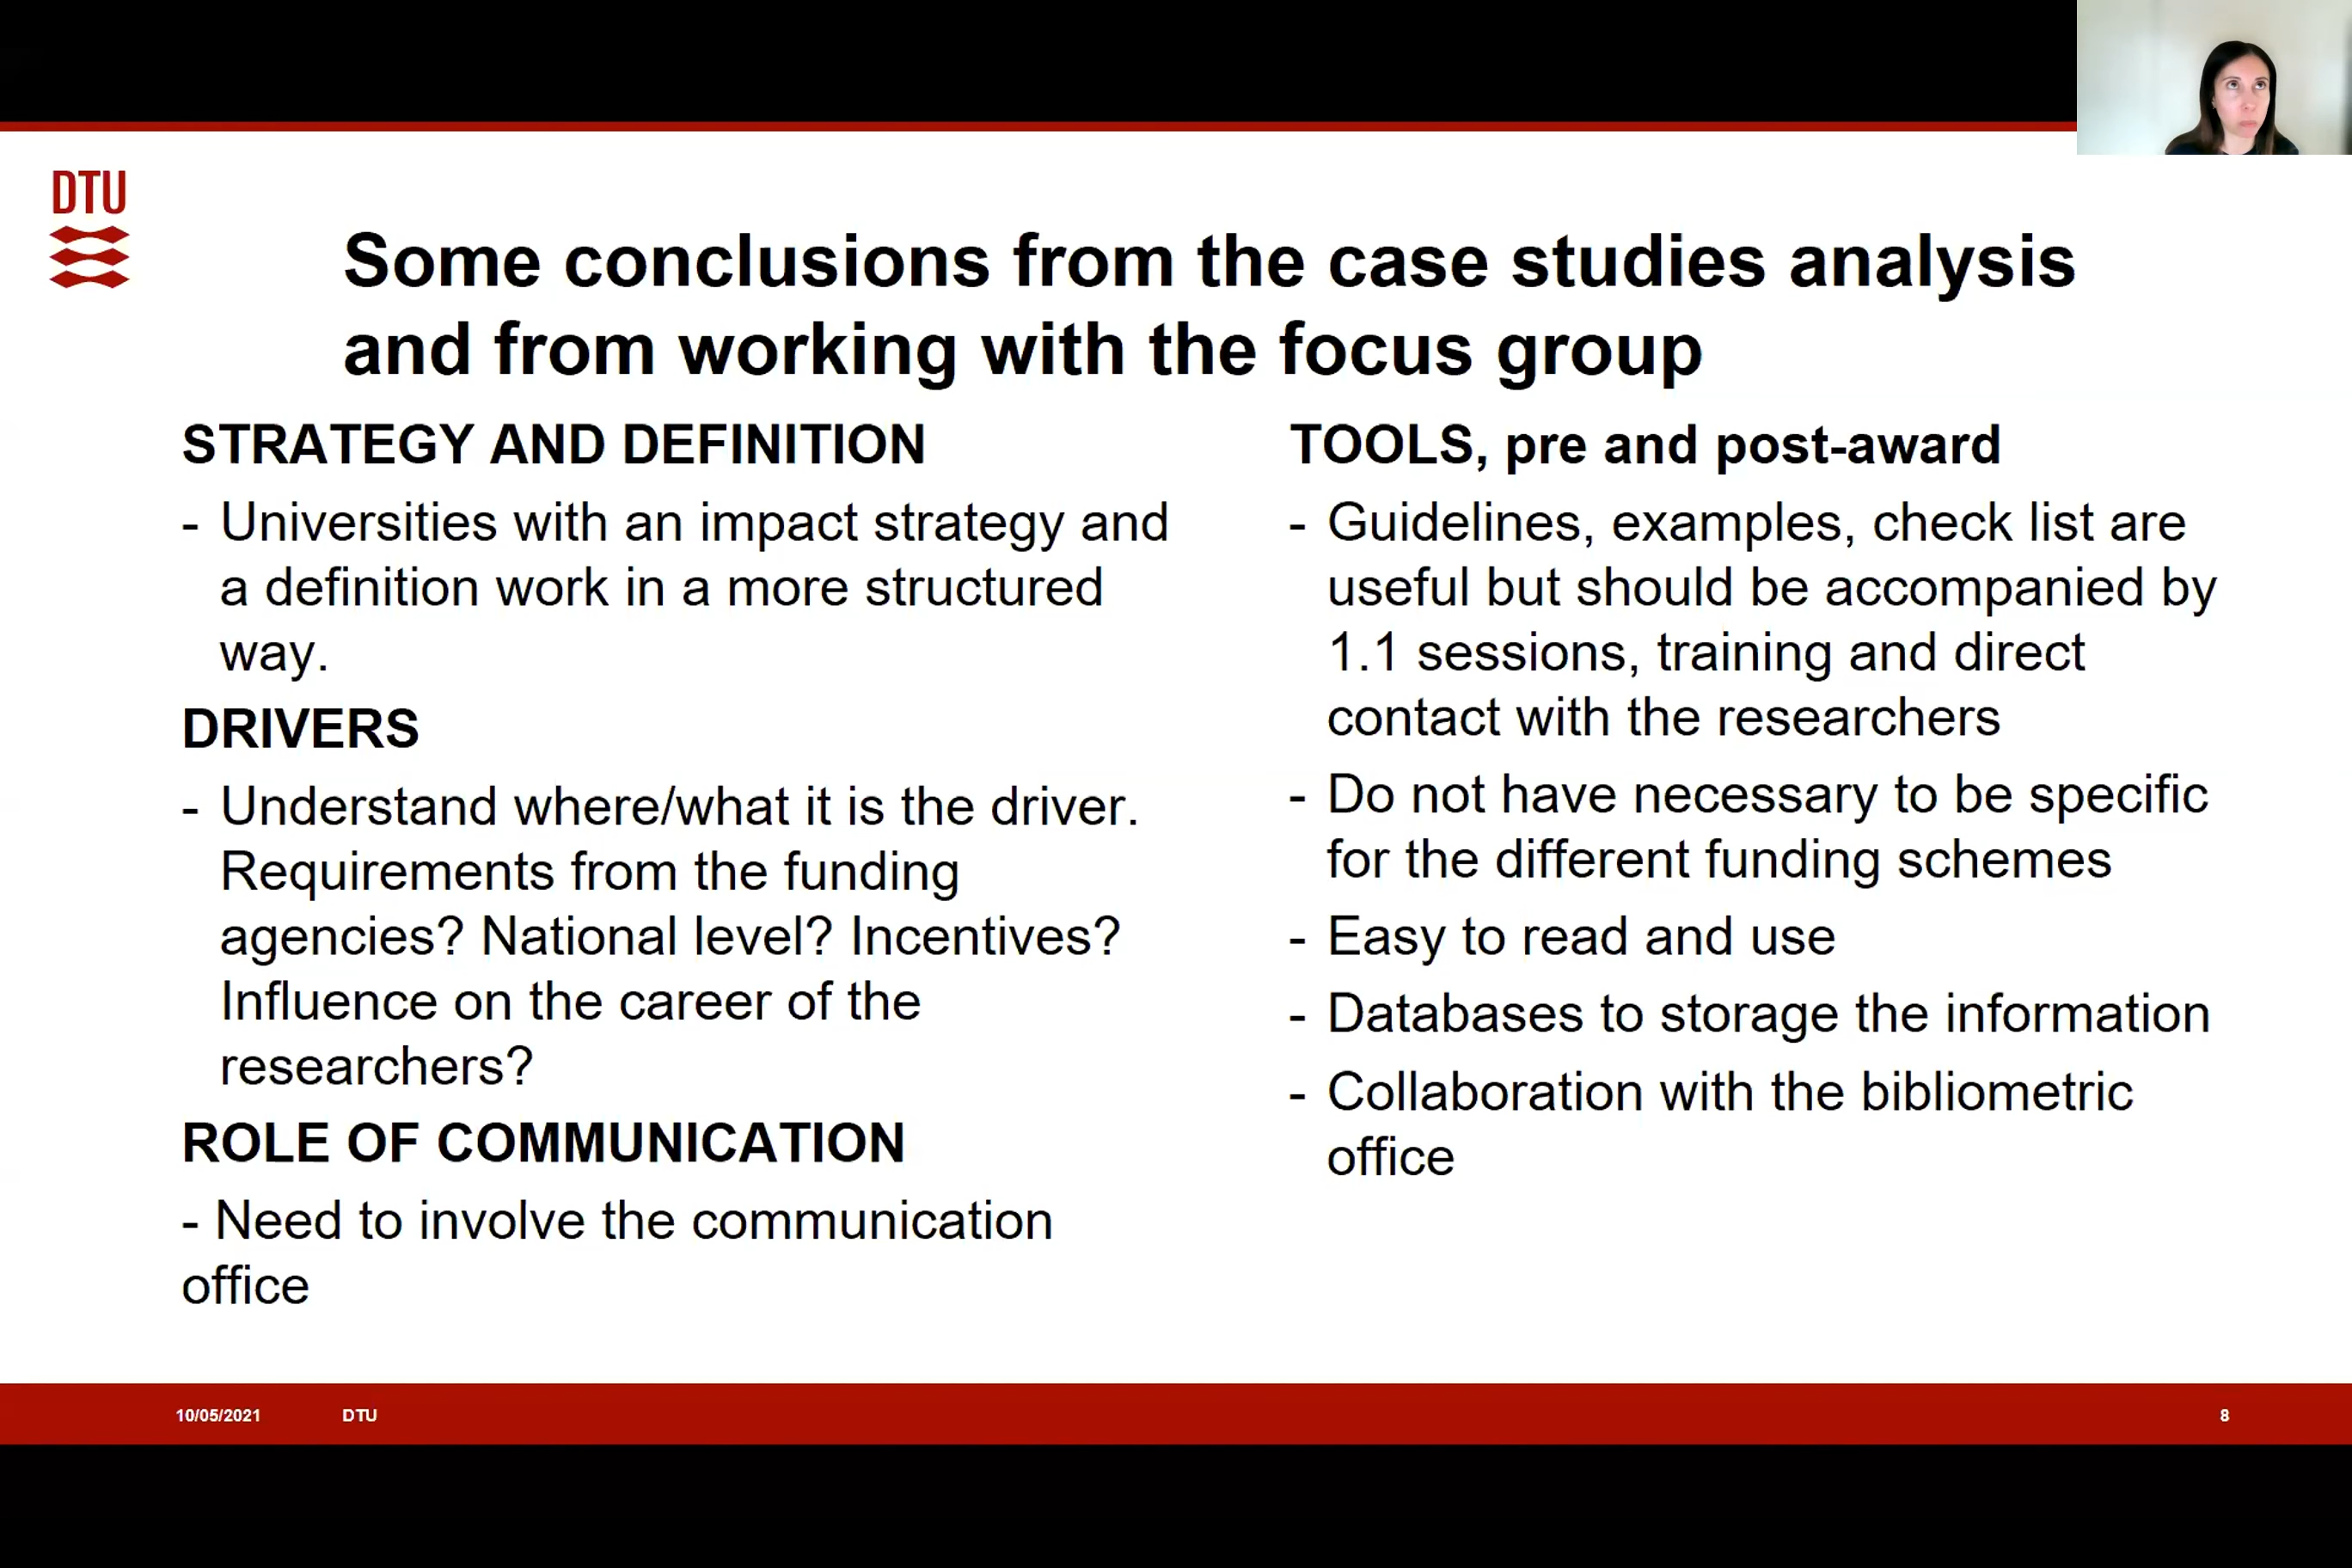 DTU
Some conclusions from the case studies analysis
and from working with the focus group
STRATEGY AND DEFINITION
- Universities with an impact strategy and
a definition work in a more structured
way.
DRIVERS
- Understand where/what it is the driver.
Requirements from the funding
agencies? National level? Incentives?
Influence on the career of the
researchers?
ROLE OF COMMUNICATION
- Need to involve the communication
office
TOOLS, pre and post-award
- Guidelines, examples, check list are
useful but should be accompanied by
1.1 sessions, training and direct
contact with the researchers
- Do not have necessary to be specific
for the different funding schemes
- Easy to read and use
- Databases to storage the information
- Collaboration with the bibliometric
office
10/05/2021 DTU 8